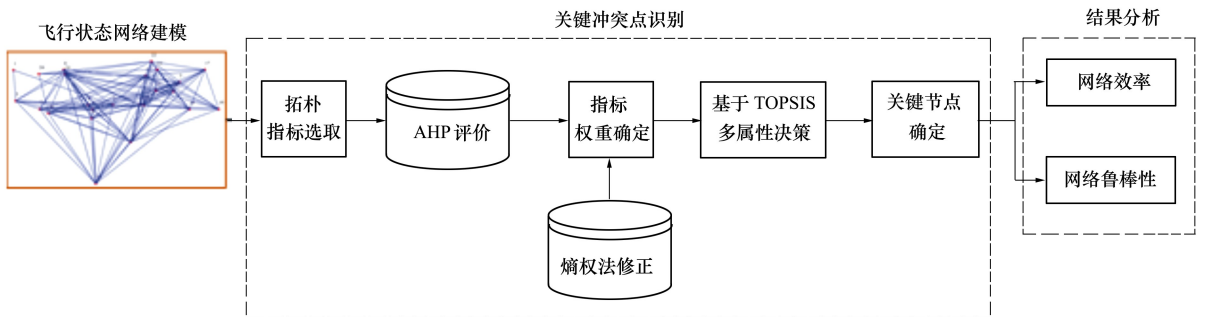 飞行状态网络建模
关键冲突点识别
结果分析
拓朴
指标选取
AHP 评价
指标
权重确定
基于 TOPSIS
多属性决策
关键节点
确定
网络效率
网络鲁棒性
熵权法修正